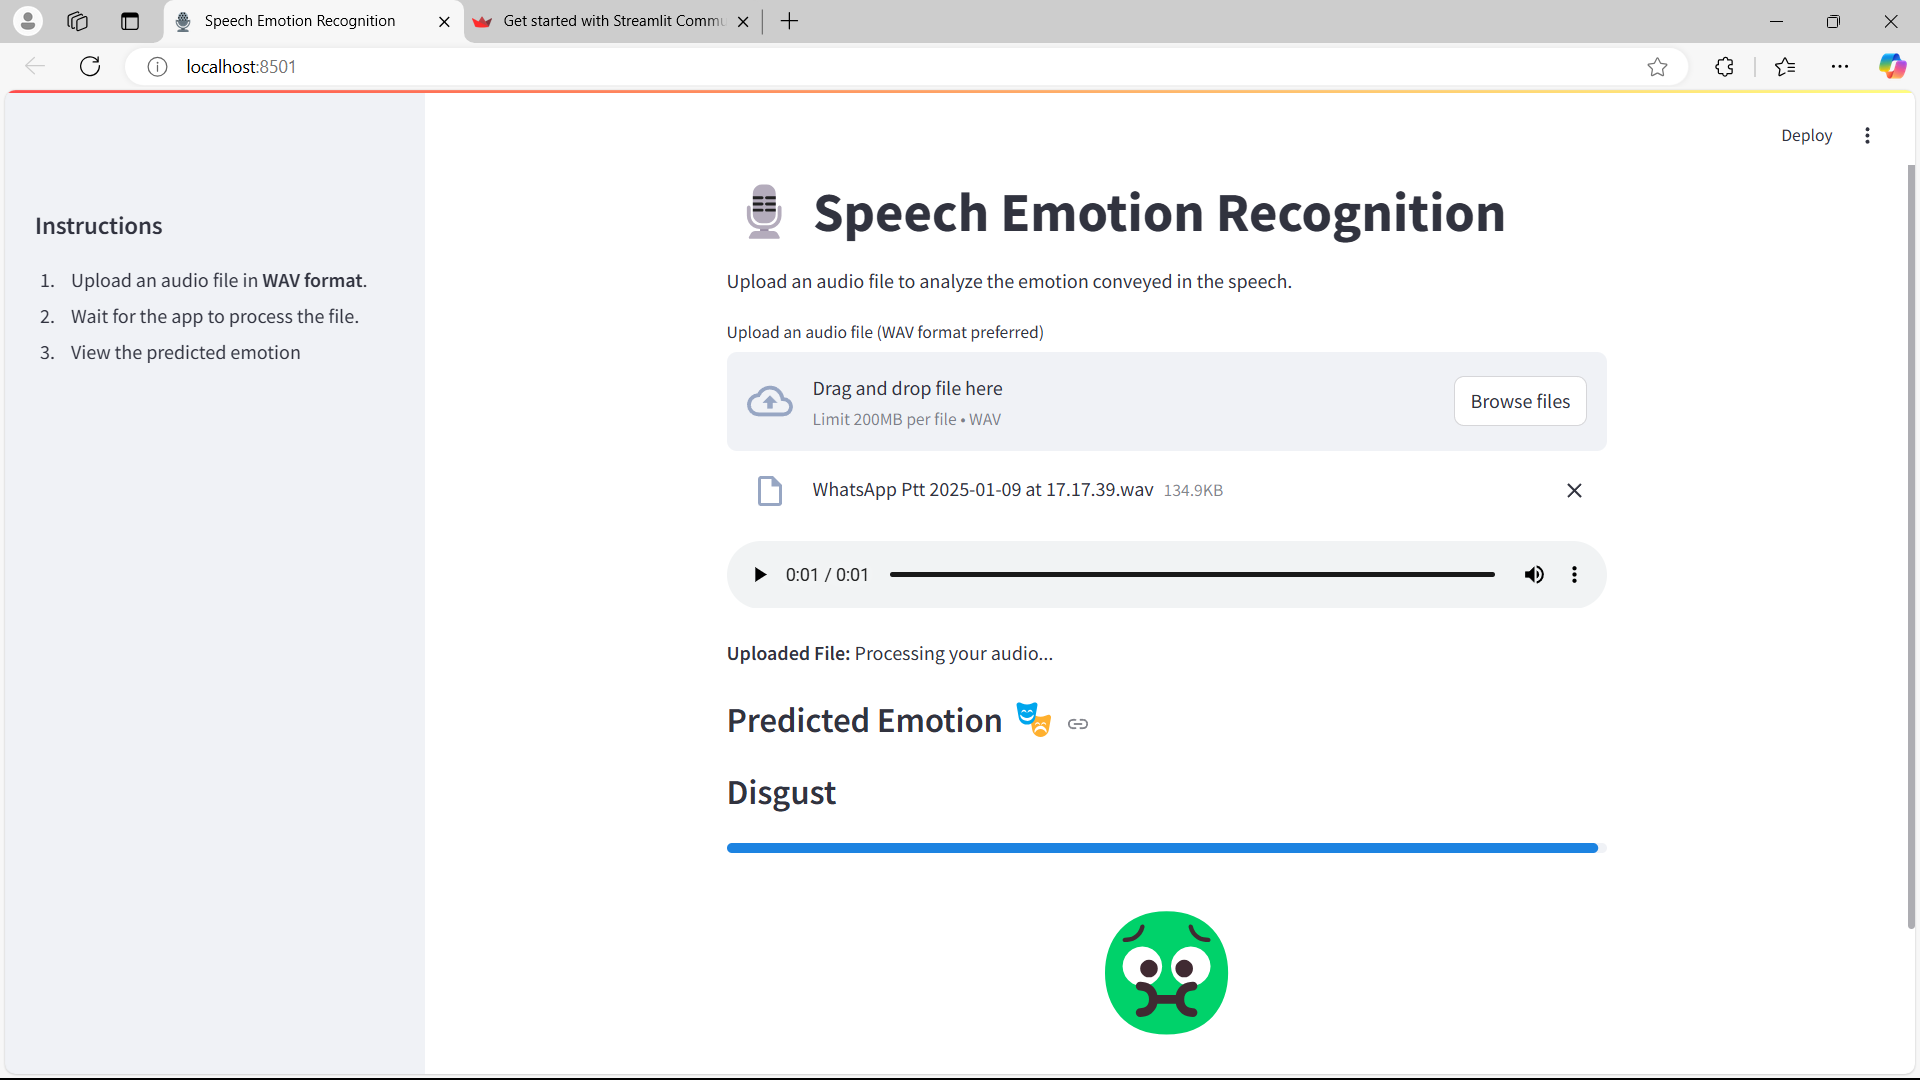 Speech Emotion Recognition
Get started with Streamlit Commu
localhost:8501
Deploy
Instructions
1. Upload an audio file in WAV format.
2. Wait for the app to process the file.
3. View the predicted emotion
Speech Emotion Recognition
Upload an audio file to analyze the emotion conveyed in the speech.
Upload an audio file (WAV format preferred)
Drag and drop file here
Limit 200MB per file • WAV
Browse files
WhatsApp Ptt 2025-01-09 at 17.17.39.wav 134.9KB
0:01 / 0:01
Uploaded File: Processing your audio...
Predicted Emotion
Disgust